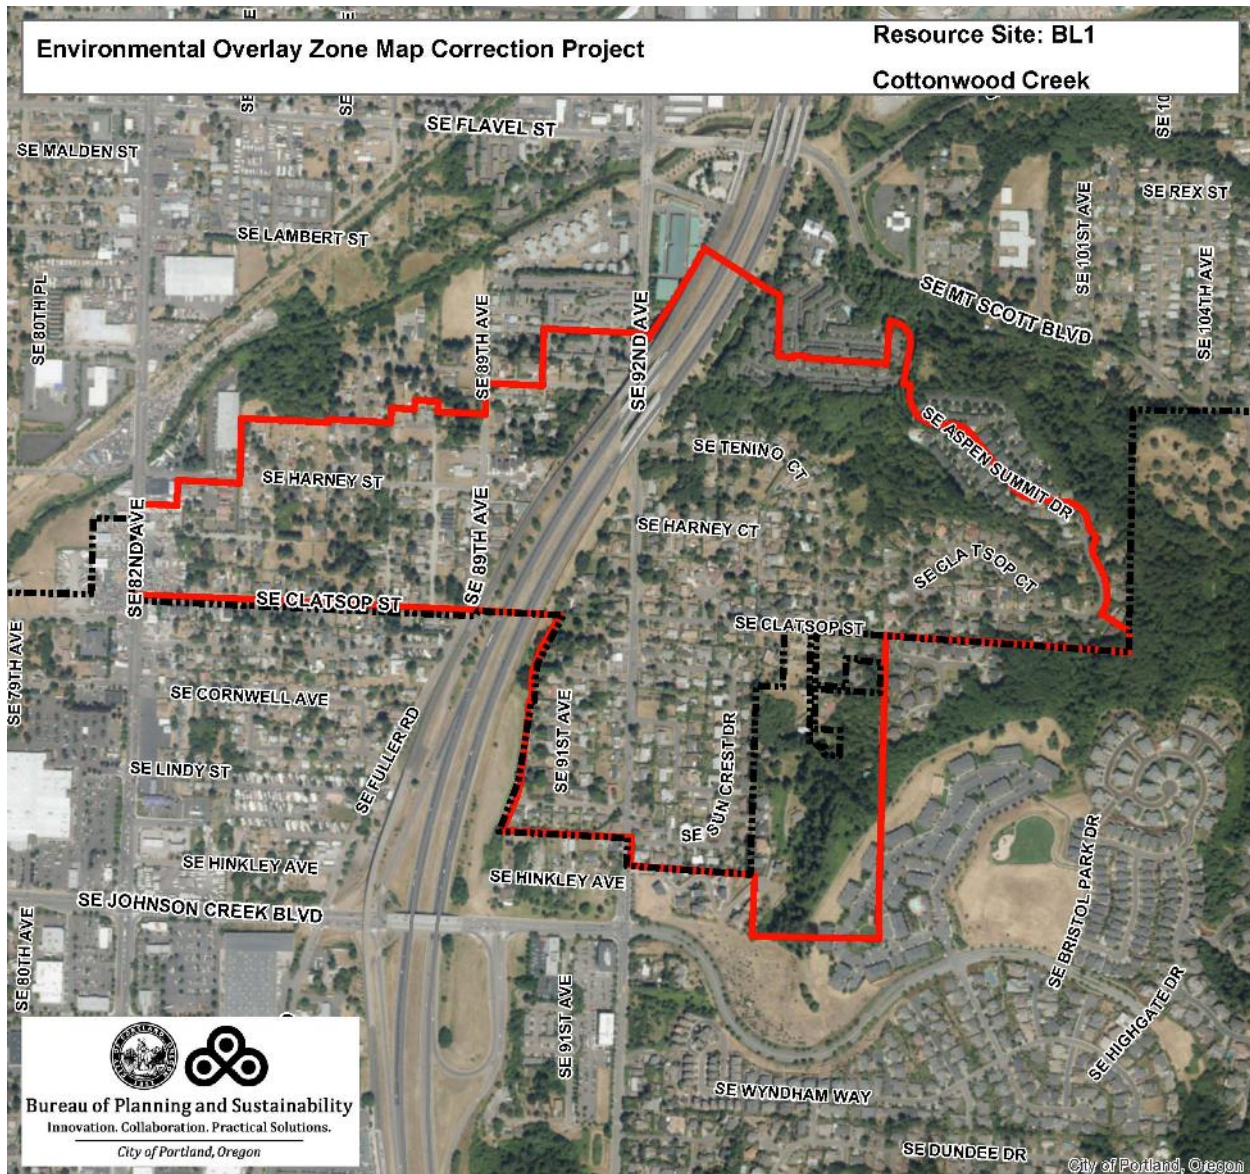 Environmental Overlay Zone Map Correction Project
Resource Site: BL1
Cottonwood Creek
SE FLAVEL ST
SE MALDEN ST
SE REX ST
SE LAMBERT ST
SE 101ST AVE
SE 80TH PL
SE 104TH AVE
SE MT SCOTT BLVD
SE 89TH AVE
SE 92ND AVE
SE ASPEN SUMMIT DR
SE TENINO CT
SE HARNEY ST
SE 82ND AVE
SE 89TH AVE
SE HARNEY CT
SE CLATSOP CT
SE CLATSOP ST
SE CLATSOP ST
SE 79TH AVE
SE CORNWELL AVE
SE FULLER RD
SE 91ST AVE
SE SUN CREST DR
SE LINDY ST
SE HINKLEY AVE
SE HINKLEY AVE
SE BRISTOL PARK DR
SE JOHNSON CREEK BLVD
SE 80TH AVE
SE 91ST AVE
SE HIGHGATE DR
SE WYNDHAM WAY
SE DUNDEE DR
Bureau of Planning and Sustainability
Innovation. Collaboration. Practical Solutions.
City of Portland, Oregon
City of Portland, Oregon